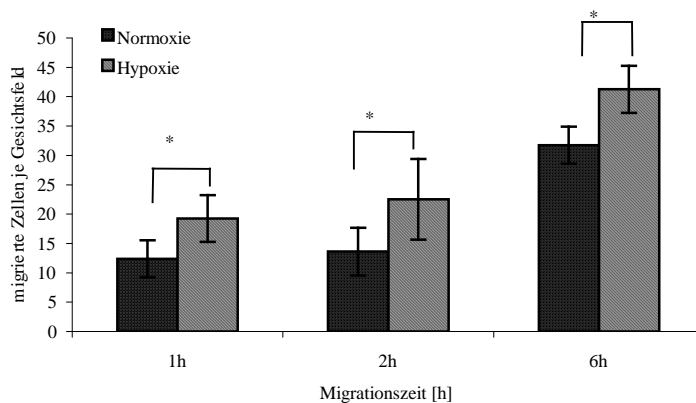 *
50
45
40
35
30
25
20
15
10
5
0
migrierte Zellen je Gesichtsfeld
Normoxie
Hypoxie
*
*
1h
2h
6h
Migrationszeit [h]